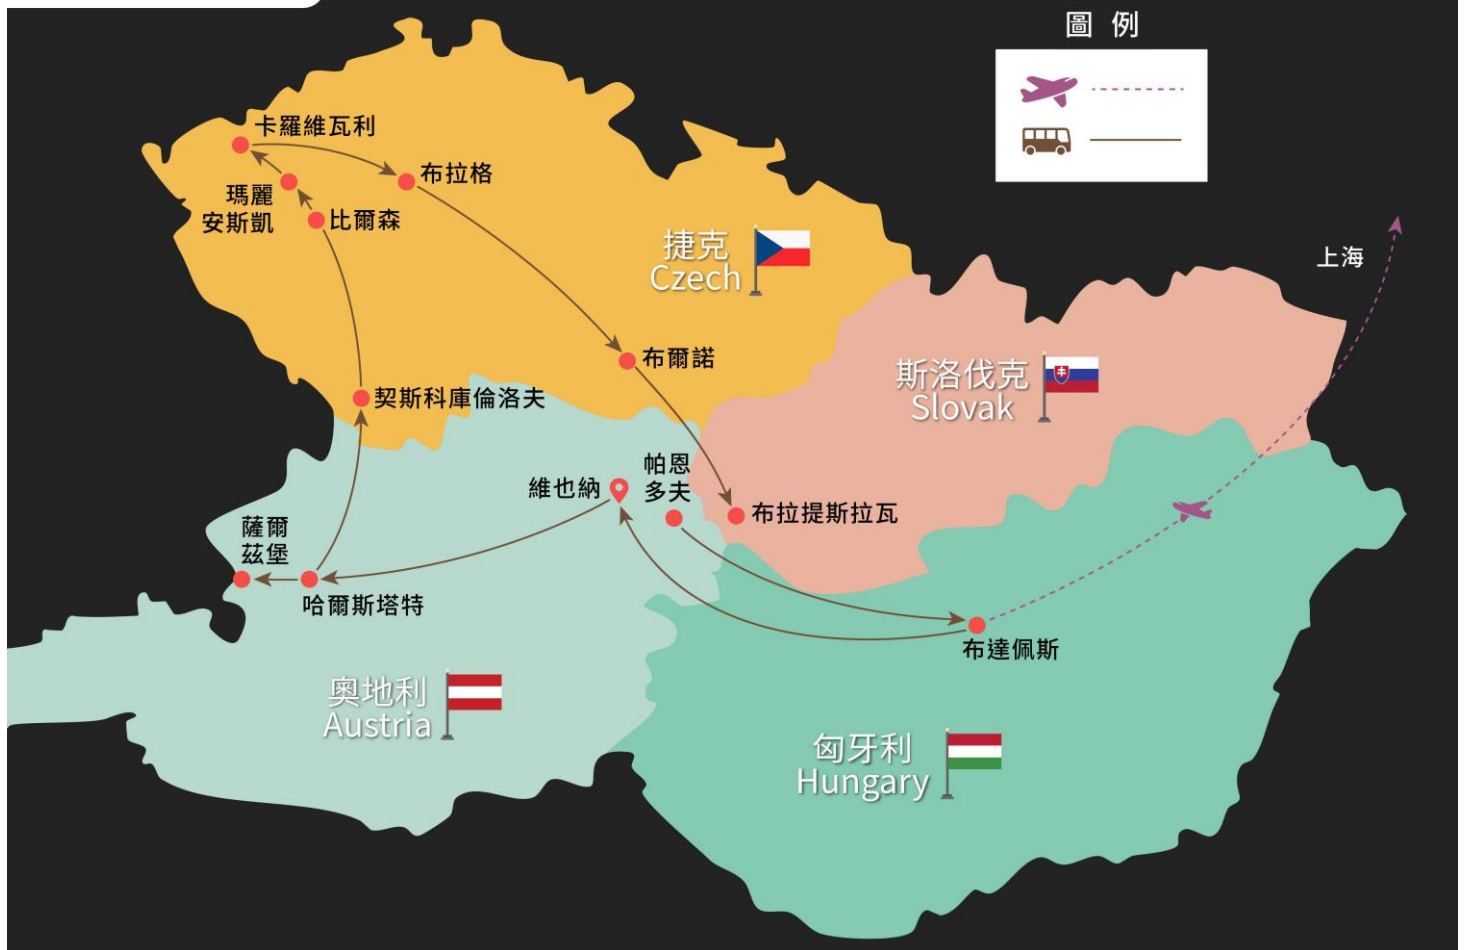 圖 例
卡羅維瓦利
布拉格
瑪麗
安斯凱
比爾森
捷克
Czech
上海
布爾諾
斯洛伐克
Slovak
契斯科庫倫洛夫
帕恩
多夫
維也納
布拉提斯拉瓦
薩爾
茲堡
哈爾斯塔特
布達佩斯
奧地利
Austria
匈牙利
Hungary